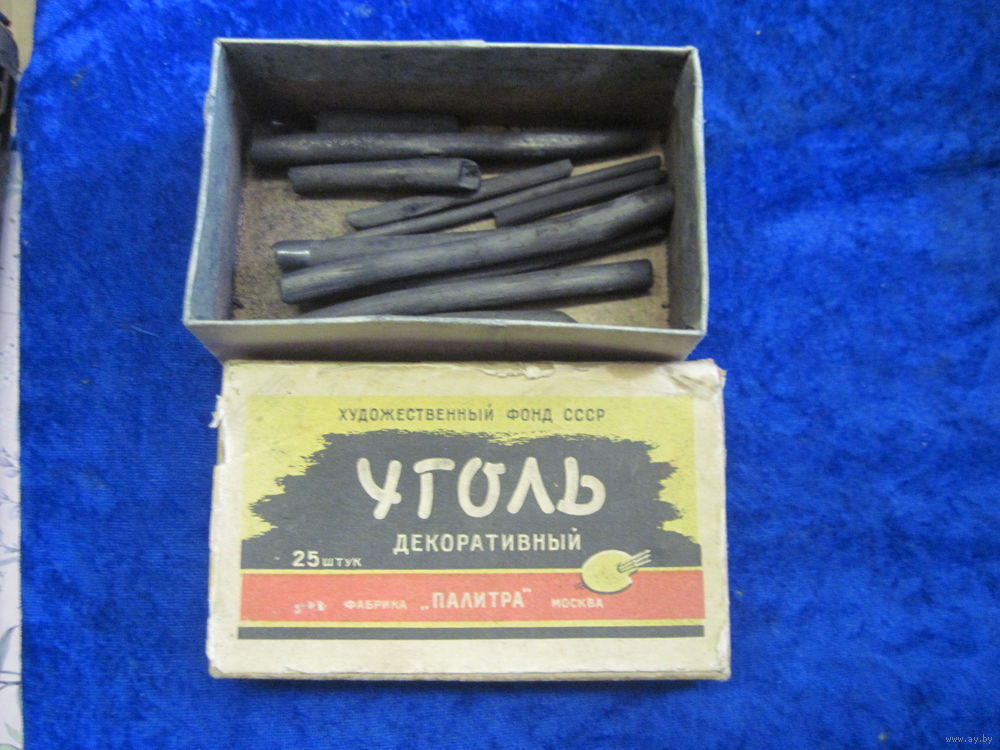 ХУДОЖЕСТВЕННЫЙ ФОНД СССР
УГОЛЬ
ДЕКОРАТИВНЫЙ
25 ШТУК
ФАБРИКА „ПАЛИТРА" МОСКВА
www.ay.by